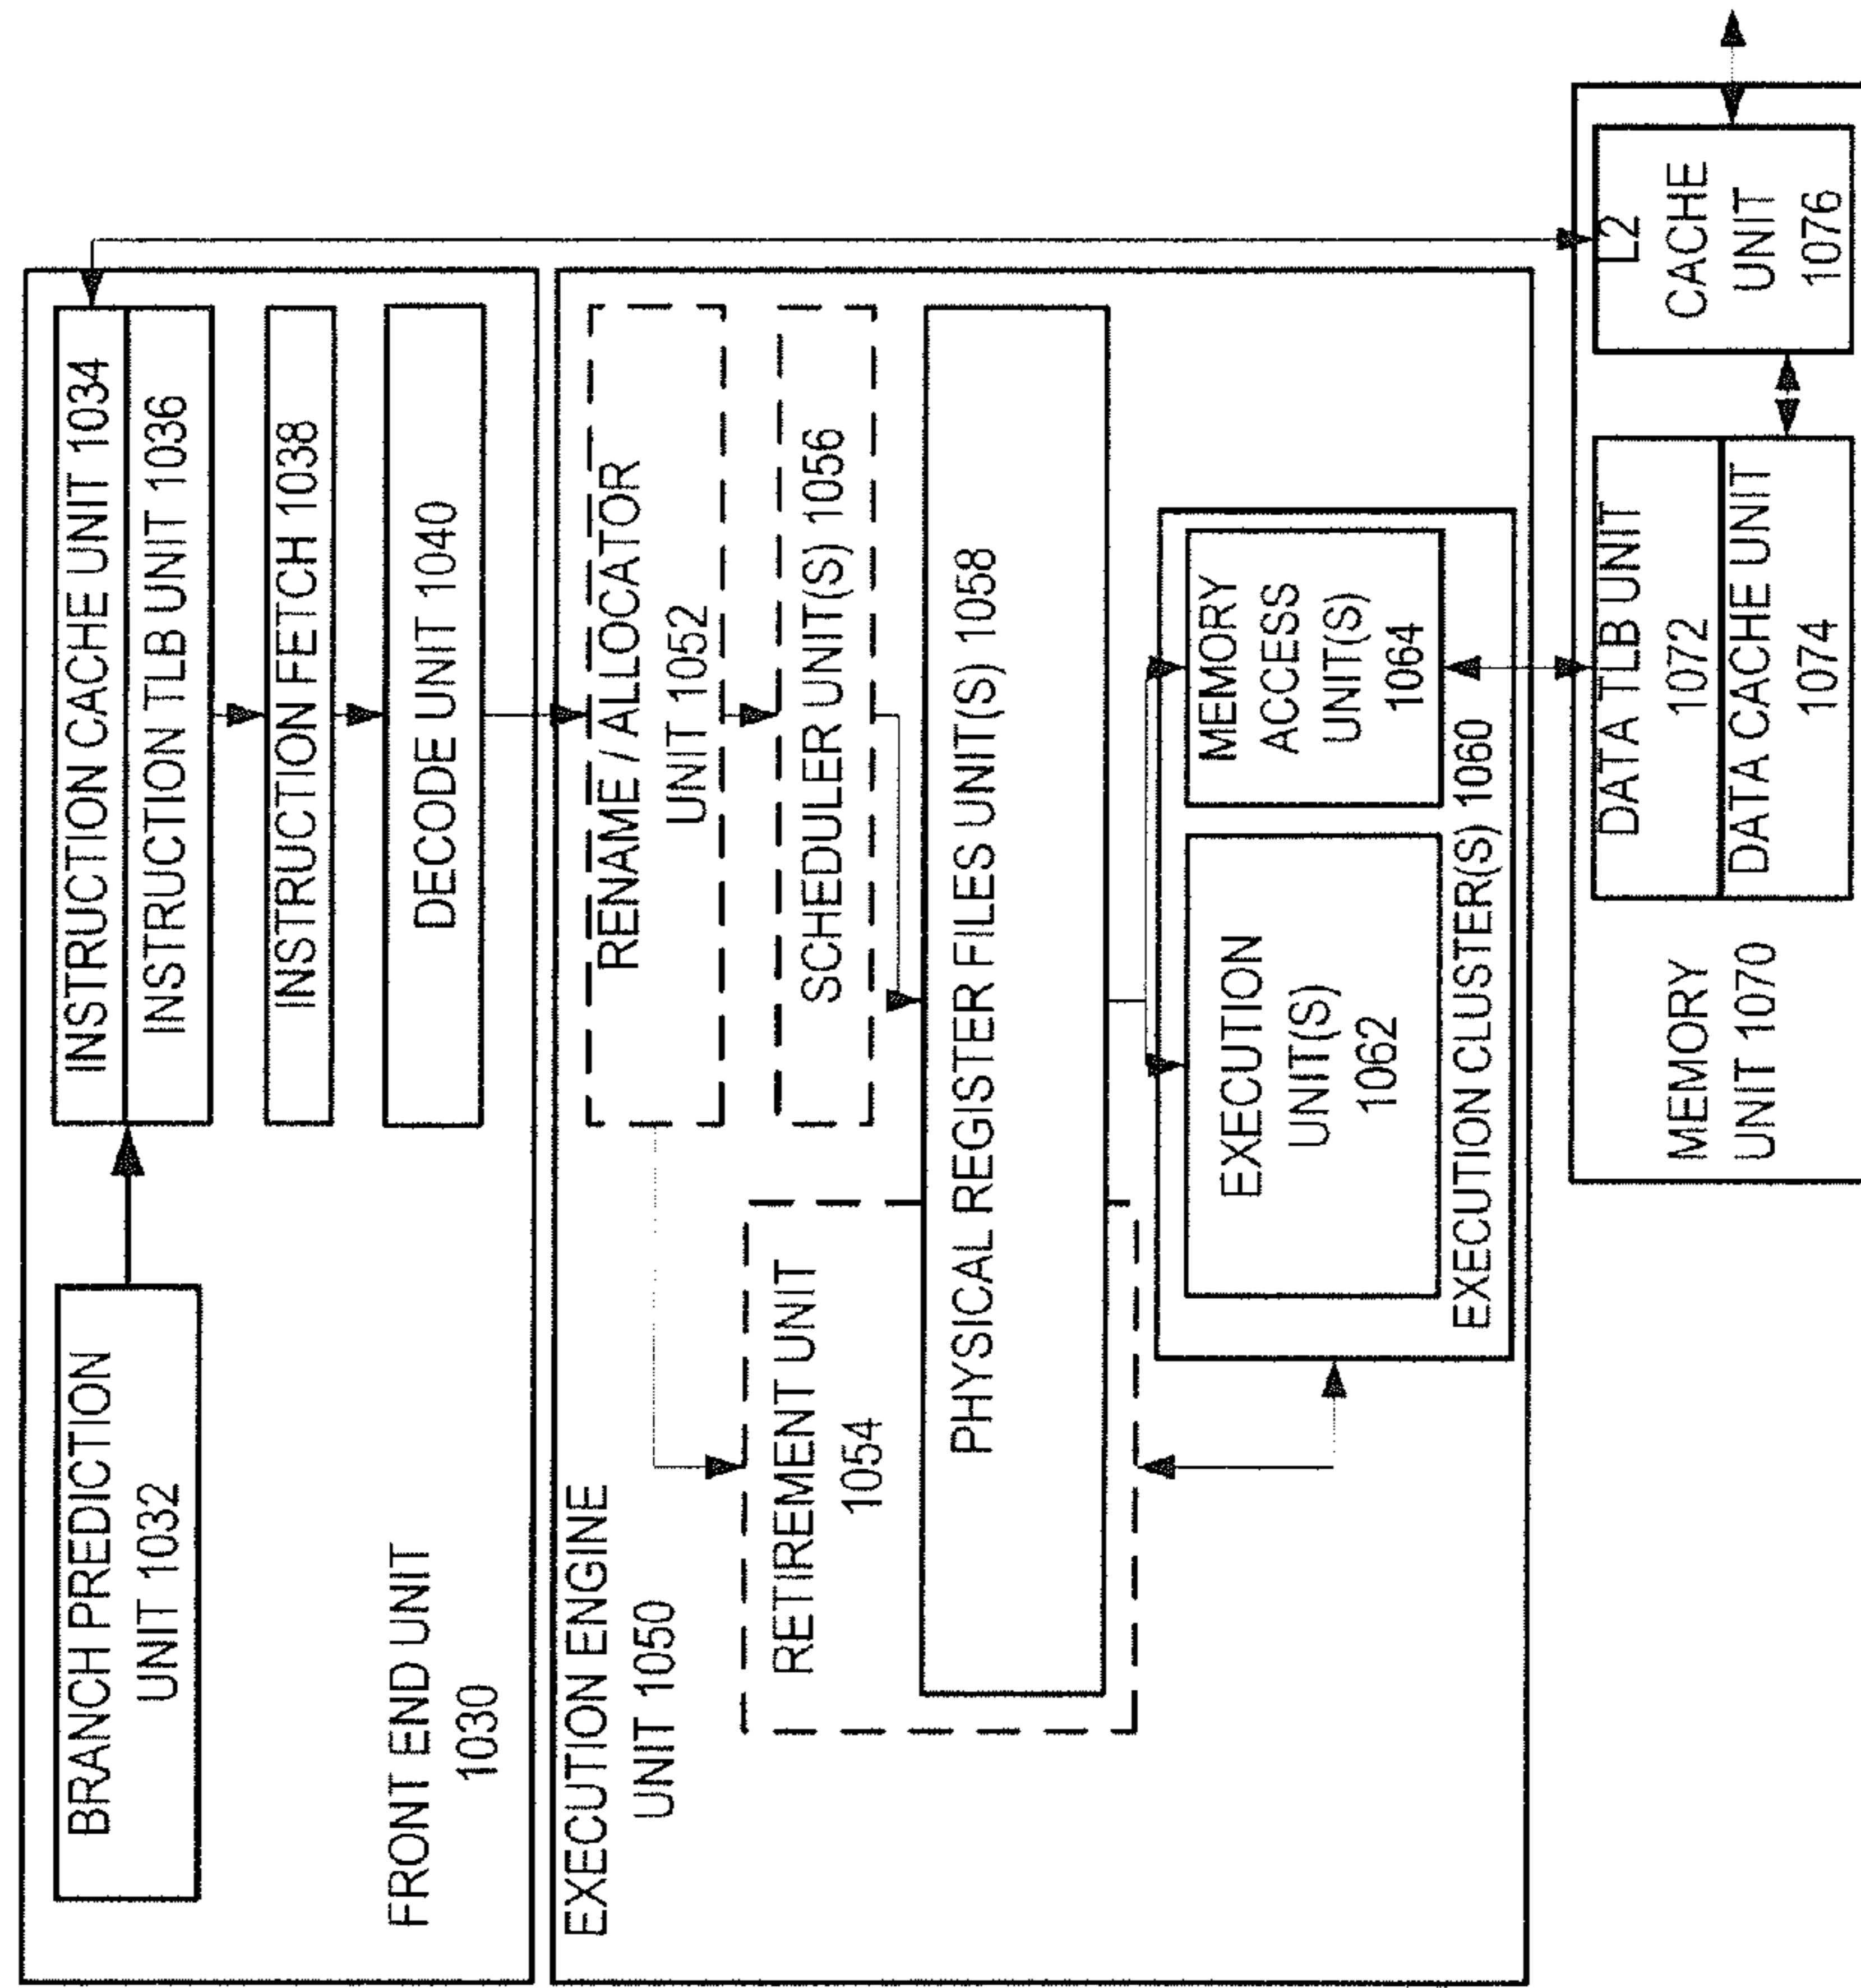 BRANCH PREDICTION
UNIT 1032
INSTRUCTION CACHE UNIT 1034
INSTRUCTION TLB UNIT 1036
INSTRUCTION FETCH 1038
DECODE UNIT 1040
FRONT END UNIT
1030
EXECUTION ENGINE
UNIT 1050
RENAME / ALLOCATOR
UNIT 1052
SCHEDULER UNIT(S) 1056
RETIREMENT UNIT
1054
PHYSICAL REGISTER FILES UNIT(S) 1058
EXECUTION
UNIT(S)
1062
MEMORY
ACCESS
UNIT(S)
1064
EXECUTION CLUSTER(S) 1060
MEMORY
UNIT 1070
DATA TLB UNIT
1072
DATA CACHE UNIT
1074
L2
CACHE
UNIT
1076